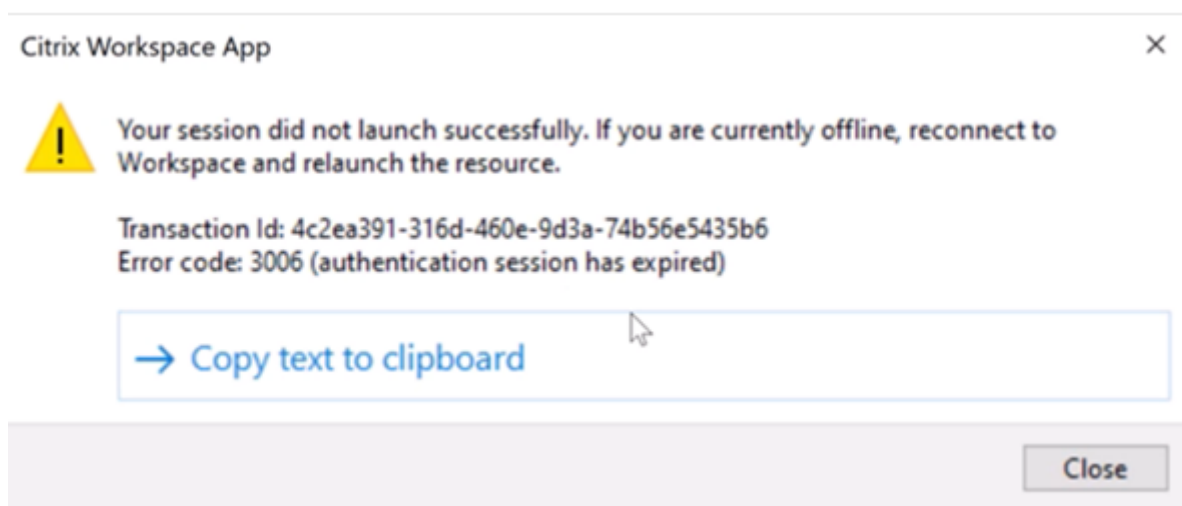 Citrix Workspace App
Your session did not launch successfully. If you are currently offline, reconnect to
Workspace and relaunch the resource.
Transaction Id: 4c2ea391-316d-460e-9d3a-74b56e5435b6
Error code: 3006 (authentication session has expired)
Copy text to clipboard
Close